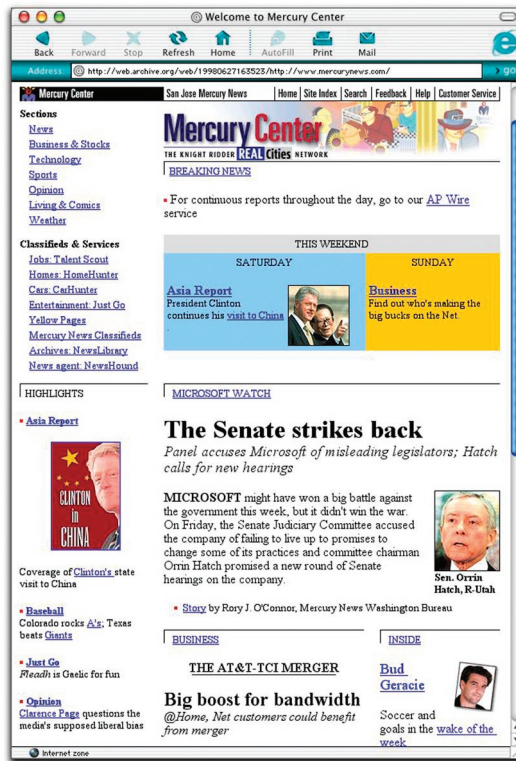 Welcome to Mercury Center
Back Forward Stop Refresh Home AutoFill Print Mail
Address: http://web.archive.org/web/19980627163523/http://www.mercurynews.com/ go
Mercury Center San Jose Mercury News Home | Site Index | Search | Feedback | Help | Customer Service
Sections
News
Business & Stocks
Technology
Sports
Opinion
Living & Comics
Weather
Classifieds & Services
Jobs: Talent Scout
Homes: HomeHunter
Cars: CarHunter
Entertainment: Just Go
Yellow Pages
Mercury News Classifieds
Archives: NewsLibrary
News agent: NewsHound
HIGHLIGHTS
Asia Report
CLINTON
in
CHINA
Coverage of Clinton's state
visit to China
Baseball
Colorado rocks A's; Texas
beats Giants
Just Go
Fleadh is Gaelic for fun
Opinion
Clarence Page questions the
media's supposed liberal bias
Mercury Center
THE KNIGHT RIDDER REAL Cities NETWORK
BREAKING NEWS
For continuous reports throughout the day, go to our AP Wire
service
THIS WEEKEND
SATURDAY
Asia Report
President Clinton
continues his visit to China
.
SUNDAY
Business
Find out who's making the
big bucks on the Net.
MICROSOFT WATCH
The Senate strikes back
Panel accuses Microsoft of misleading legislators; Hatch
calls for new hearings
MICROSOFT might have won a big battle against
the government this week, but it didn't win the war.
On Friday, the Senate Judiciary Committee accused
the company of failing to live up to promises to
change some of its practices and committee chairman
Orrin Hatch promised a new round of Senate
hearings on the company.
Sen. Orrin
Hatch, R-Utah
Story by Rory J. O'Connor, Mercury News Washington Bureau
BUSINESS
THE AT&T-TCI MERGER
Big boost for bandwidth
@Home, Net customers could benefit
from merger
INSIDE
Bud
Geracie
Soccer and
goals in the wake of the
week
Internet zone